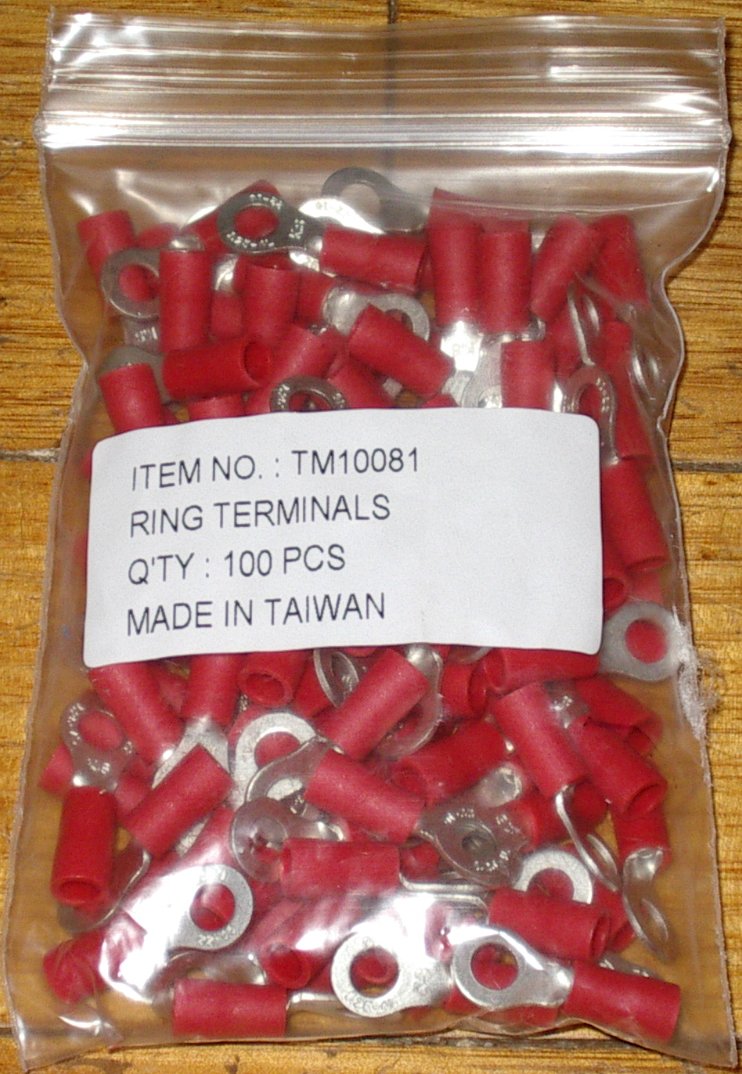 ITEM NO. : TM10081
RING TERMINALS
Q'TY : 100 PCS
MADE IN TAIWAN